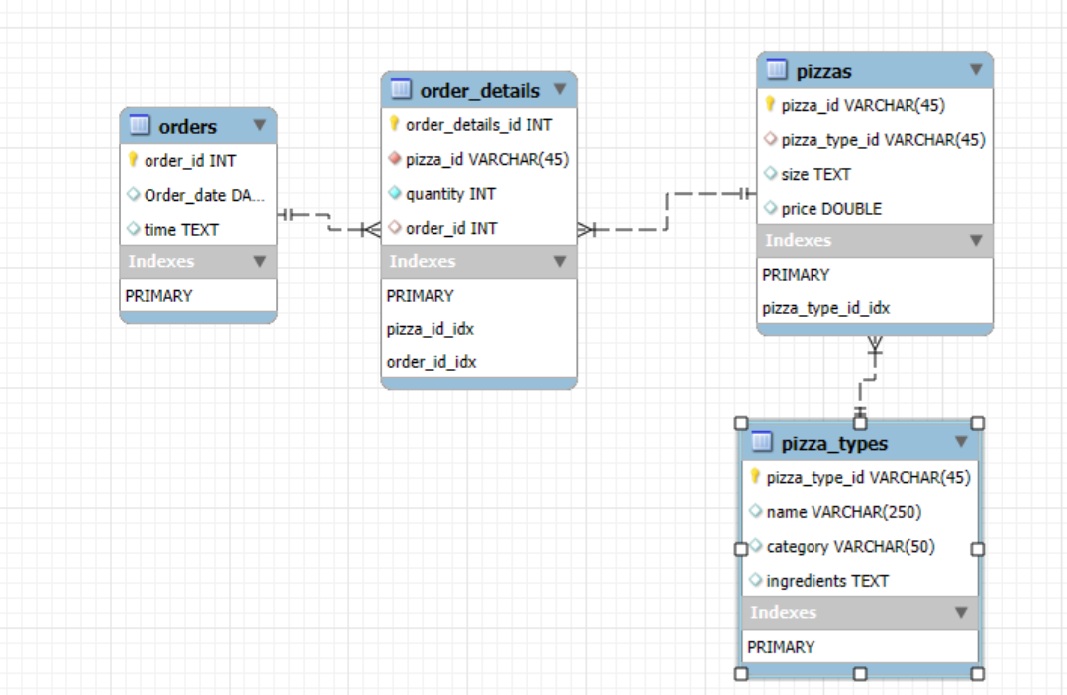 orders
order_id INT
Order_date DA...
time TEXT
Indexes
PRIMARY
order_details
order_details_id INT
pizza_id VARCHAR(45)
quantity INT
order_id INT
Indexes
PRIMARY
pizza_id_idx
order_id_idx
pizzas
pizza_id VARCHAR(45)
pizza_type_id VARCHAR(45)
size TEXT
price DOUBLE
Indexes
PRIMARY
pizza_type_id_idx
pizza_types
pizza_type_id VARCHAR(45)
name VARCHAR(250)
category VARCHAR(50)
ingredients TEXT
Indexes
PRIMARY